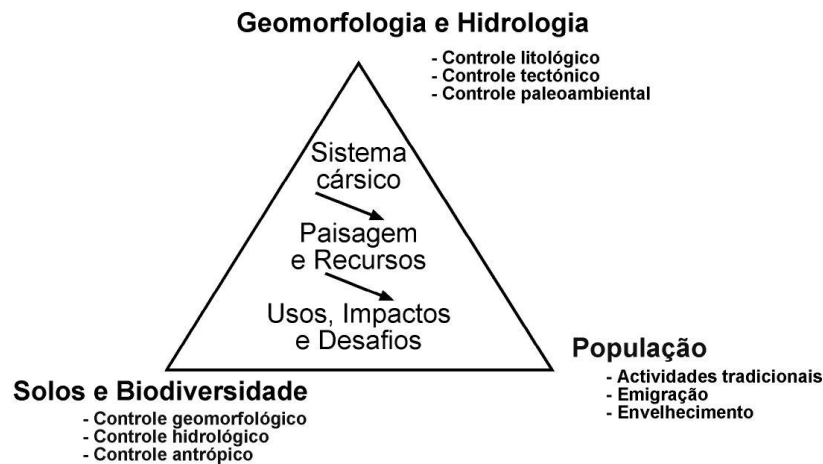 Geomorfologia e Hidrologia
- Controle litológico
- Controle tectónico
- Controle paleoambiental
Sistema
cársico
Paisagem
e Recursos
Usos, Impactos
e Desafios
População
- Actividades tradicionais
- Emigração
- Envelhecimento
Solos e Biodiversidade
- Controle geomorfológico
- Controle hidrológico
- Controle antrópico